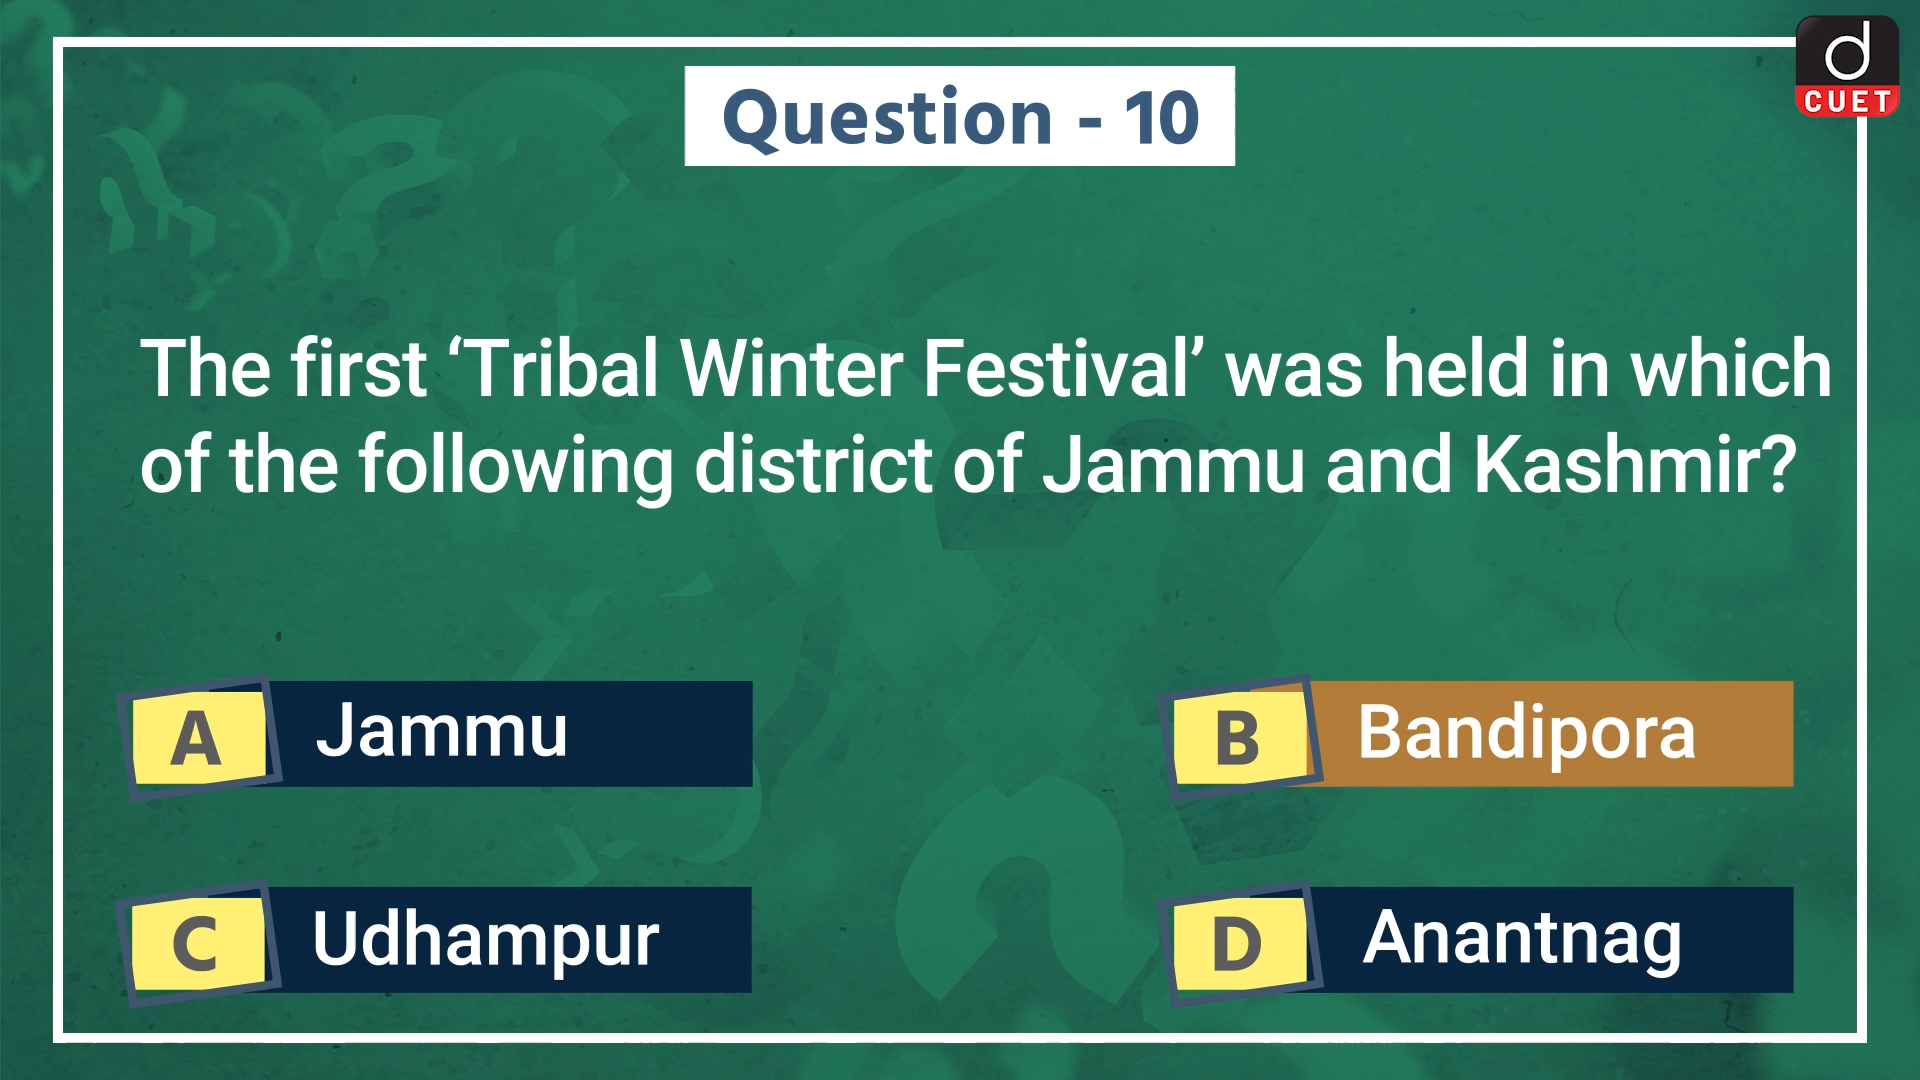 d
CUET
Question - 10
The first ‘Tribal Winter Festival’ was held in which
of the following district of Jammu and Kashmir?
A Jammu
B Bandipora
C Udhampur
D Anantnag